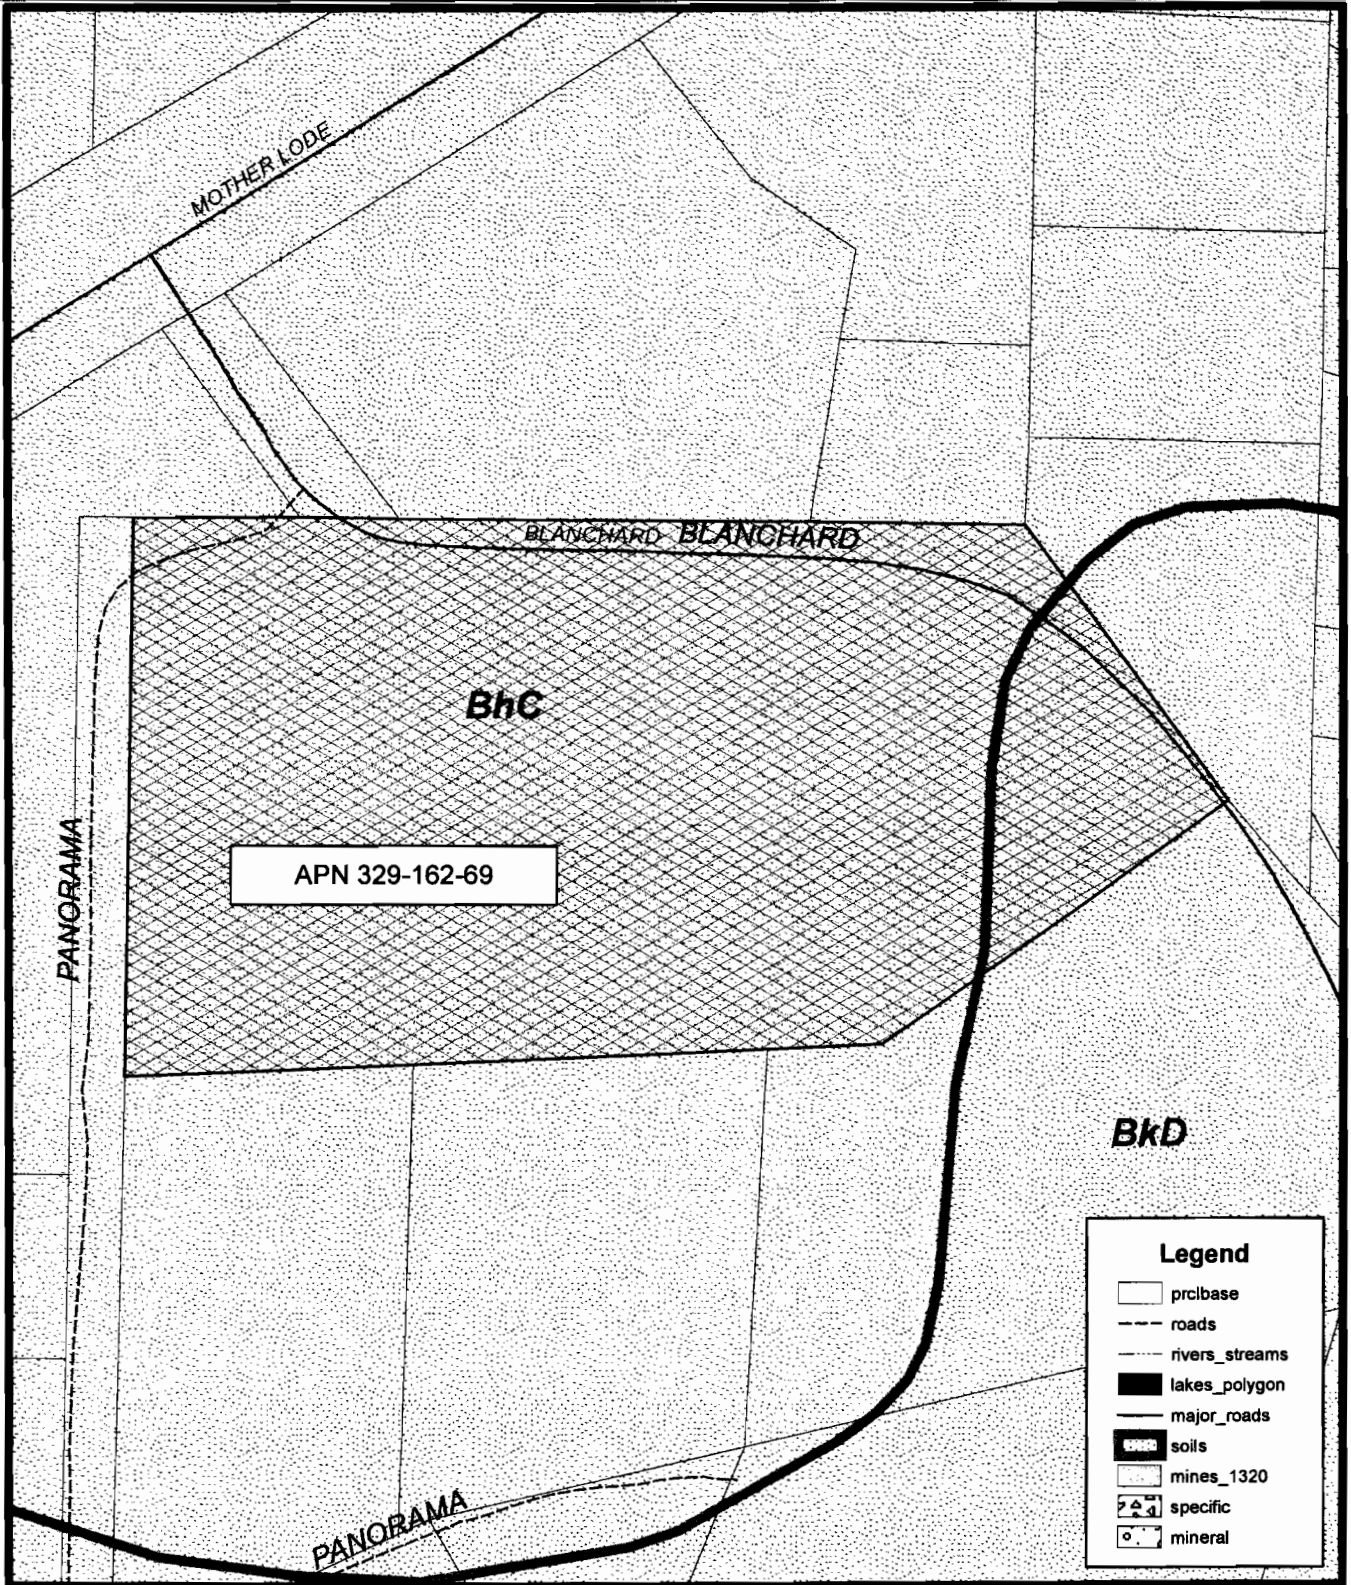 MOTHER LODE
BLANCHARD BLANCHARD
BhC
APN 329-162-69
PANORAMA
BkD
Legend
prclbase
roads
rivers_streams
lakes_polygon
major_roads
soils
mines_1320
specific
mineral
PANORAMA